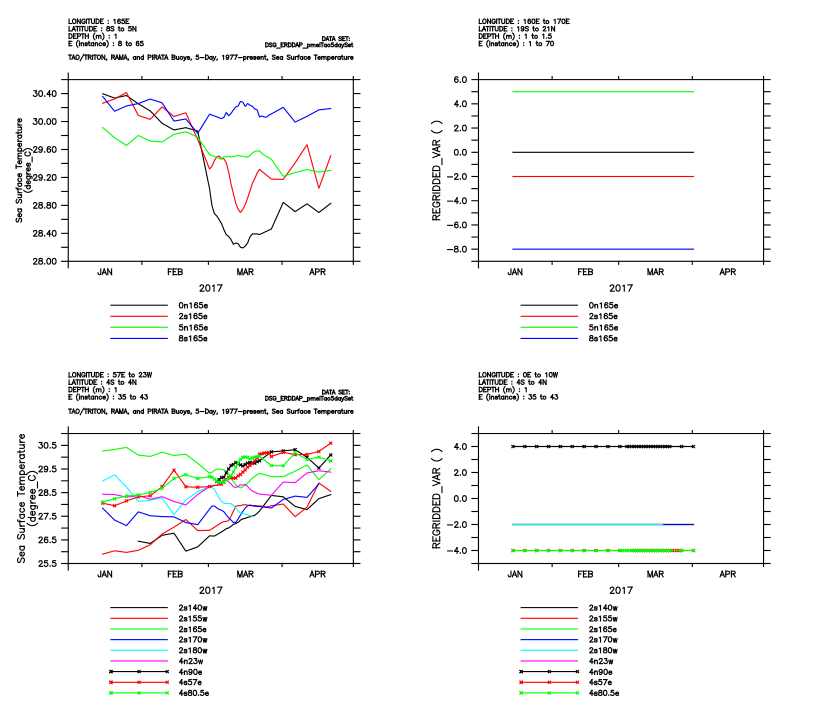 LONGITUDE : 165E
LATITUDE : 8S to 5N
DEPTH (m) : 1
E (instance) : 8 to 65
DATA SET:
DSG_ERDDAP_pmelTao5daySst
TAO/TRITON, RAMA, and PIRATA Buoys, 5-Day, 1977-present, Sea Surface Temperature
30.40
30.00
29.60
29.20
28.80
28.40
28.00
Sea Surface Temperature
(degree_C)
JAN FEB MAR APR
2017
0n165e
2s165e
5n165e
8s165e
LONGITUDE : 160E to 170E
LATITUDE : 19S to 21N
DEPTH (m) : 1 to 1.5
E (instance) : 1 to 70
6.0
4.0
2.0
0.0
-2.0
-4.0
-6.0
-8.0
REGRIDDED_VAR ( )
JAN FEB MAR APR
2017
0n165e
2s165e
5n165e
8s165e
LONGITUDE : 57E to 23W
LATITUDE : 4S to 4N
DEPTH (m) : 1
E (instance) : 35 to 43
DATA SET:
DSG_ERDDAP_pmelTao5daySst
TAO/TRITON, RAMA, and PIRATA Buoys, 5-Day, 1977-present, Sea Surface Temperature
30.5
29.5
28.5
27.5
26.5
25.5
Sea Surface Temperature
(degree_C)
JAN FEB MAR APR
2017
2s140w
2s155w
2s165e
2s170w
2s180w
4n23w
4n90e
4s57e
4s80.5e
LONGITUDE : 0E to 10W
LATITUDE : 4S to 4N
DEPTH (m) : 1
E (instance) : 35 to 43
4.0
2.0
0.0
-2.0
-4.0
REGRIDDED_VAR ( )
JAN FEB MAR APR
2017
2s140w
2s155w
2s165e
2s170w
2s180w
4n23w
4n90e
4s57e
4s80.5e